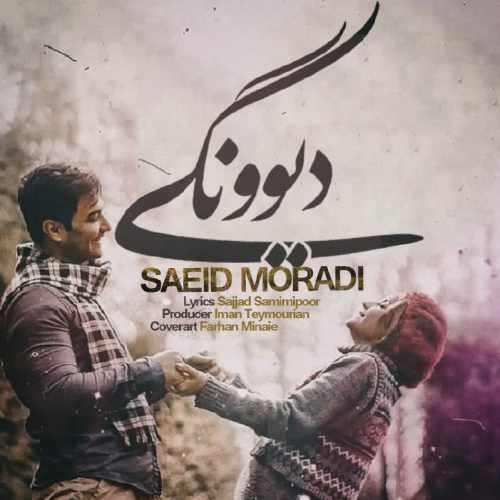 دیوونگی
SAEID MORADI
Lyrics Sajjad Samimipoor
Producer Iman Teymourian
Coverart Farhan Minaie